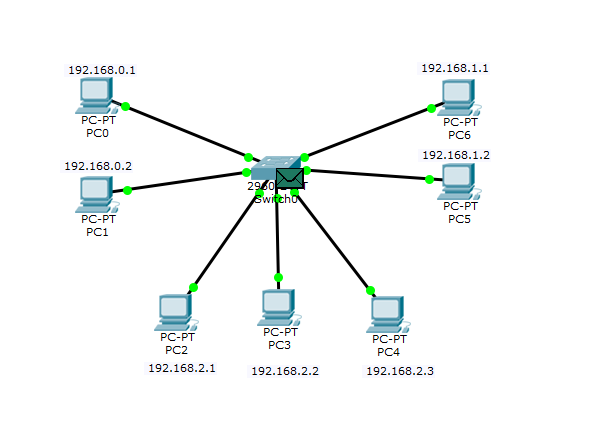 192.168.0.1
PC-PT
PC0
192.168.1.1
PC-PT
PC6
192.168.0.2
PC-PT
PC1
192.168.1.2
PC-PT
PC5
Switch0
PC-PT
PC2
192.168.2.1
PC-PT
PC3
192.168.2.2
PC-PT
PC4
192.168.2.3